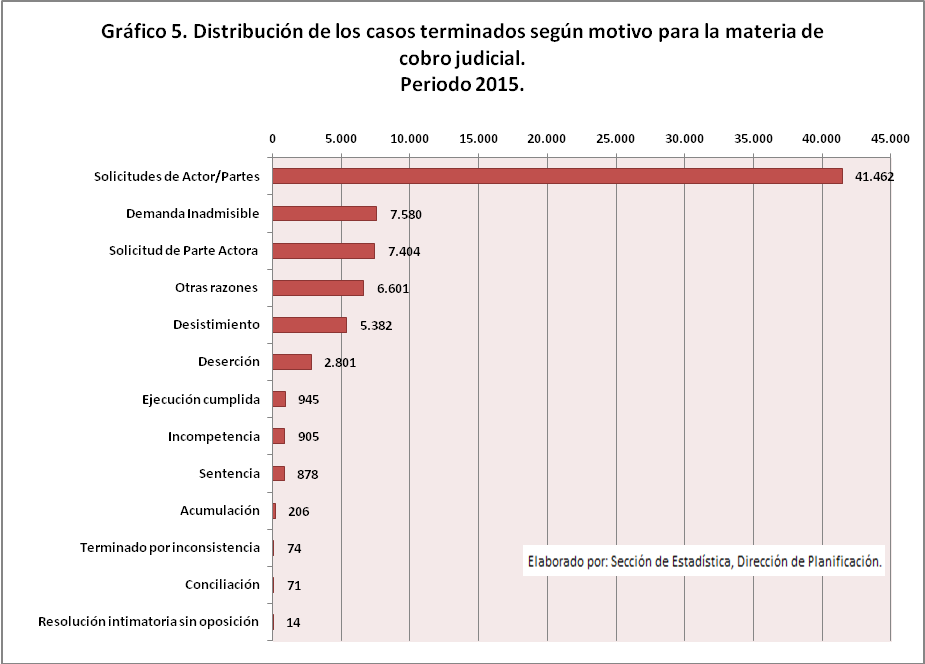 Gráfico 5. Distribución de los casos terminados según motivo para la materia de
cobro judicial.
Periodo 2015.
0 5.000 10.000 15.000 20.000 25.000 30.000 35.000 40.000 45.000
Solicitudes de Actor/Partes 41.462
Demanda Inadmisible 7.580
Solicitud de Parte Actora 7.404
Otras razones 6.601
Desistimiento 5.382
Deserción 2.801
Ejecución cumplida 945
Incompetencia 905
Sentencia 878
Acumulación 206
Terminado por inconsistencia 74
Elaborado por: Sección de Estadística, Dirección de Planificación.
Conciliación 71
Resolución intimatoria sin oposición 14